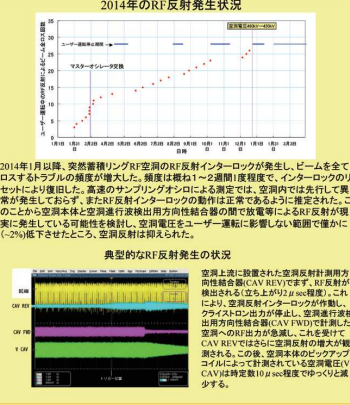 2014年のRF反射発生状況
空洞電圧460kV→450kV
ユーザー運転停止期間
マスターオシレータ交換
35
30
25
20
15
10
5
0
日時
2014年1月以降、突然蓄積リングRF空洞のRF反射インターロックが発生し、ビームを全て
ロスするトラブルの頻度が増大した。頻度は概ね1~2週間1度程度で、インターロックのリ
セットにより復旧した。高速のサンプリングオシロによる測定では、空洞内では先行して異
常が発生しておらず、またRF反射インターロックの動作は正常であるように推定された。こ
のことから空洞本体と空洞進行波検出用方向性結合器の間で放電等によるRF反射が現
実に発生している可能性を検討し、空洞電圧をユーザー運転に影響しない範囲で僅かに
(~2%)低下させたところ、空洞反射は抑えられた。
典型的なRF反射発生の状況
CAV REV
CAV FWD
V CAV
空洞上流に設置された空洞反射計測用方
向性結合器(CAV REV)でまず、RF反射が
検出される(立ち上がり2μsec程度)。これ
により、空洞反射インターロックが作動し、
クライストロン出力が停止し、空洞進行波検
出用方向性結合器(CAV FWD)で計測した
空洞へのRF出力が急減し、これを受けて
CAV REVではさらに空洞反射の増大が観
測される。この後、空洞本体のピックアップ
コイルによって計測されている空洞電圧(V
CAV)は時定数10μsec程度でゆっくりと減
少する。